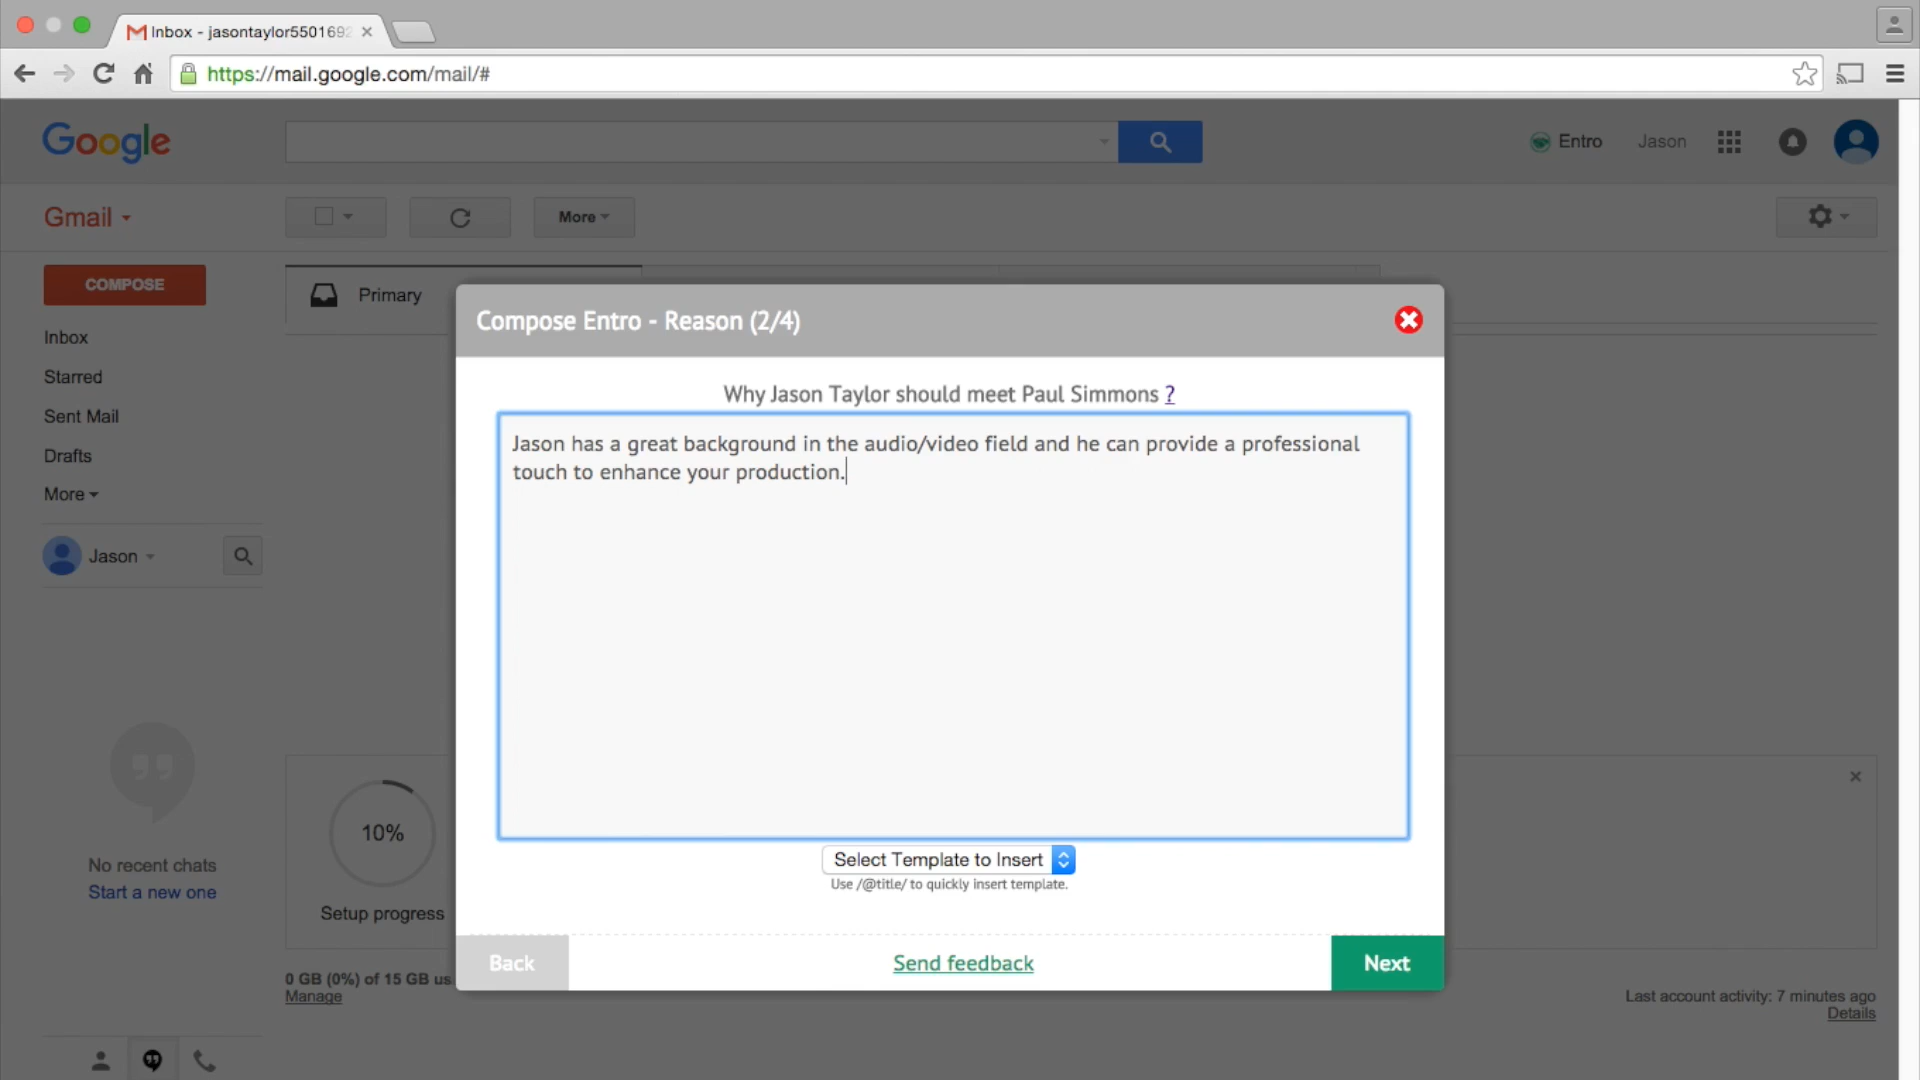 Inbox - jasontaylor5501692
https://mail.google.com/mail/#
Google
Entro
Jason
Gmail
More
COMPOSE
Primary
Inbox
Starred
Sent Mail
Drafts
More
Jason
Compose Entro - Reason (2/4)
Why Jason Taylor should meet Paul Simmons ?
Jason has a great background in the audio/video field and he can provide a professional
touch to enhance your production.
Select Template to Insert
Use /@title/ to quickly insert template.
Back
Send feedback
Next
No recent chats
Start a new one
10%
Setup progress
0 GB (0%) of 15 GB us
Manage
Last account activity: 7 minutes ago
Details